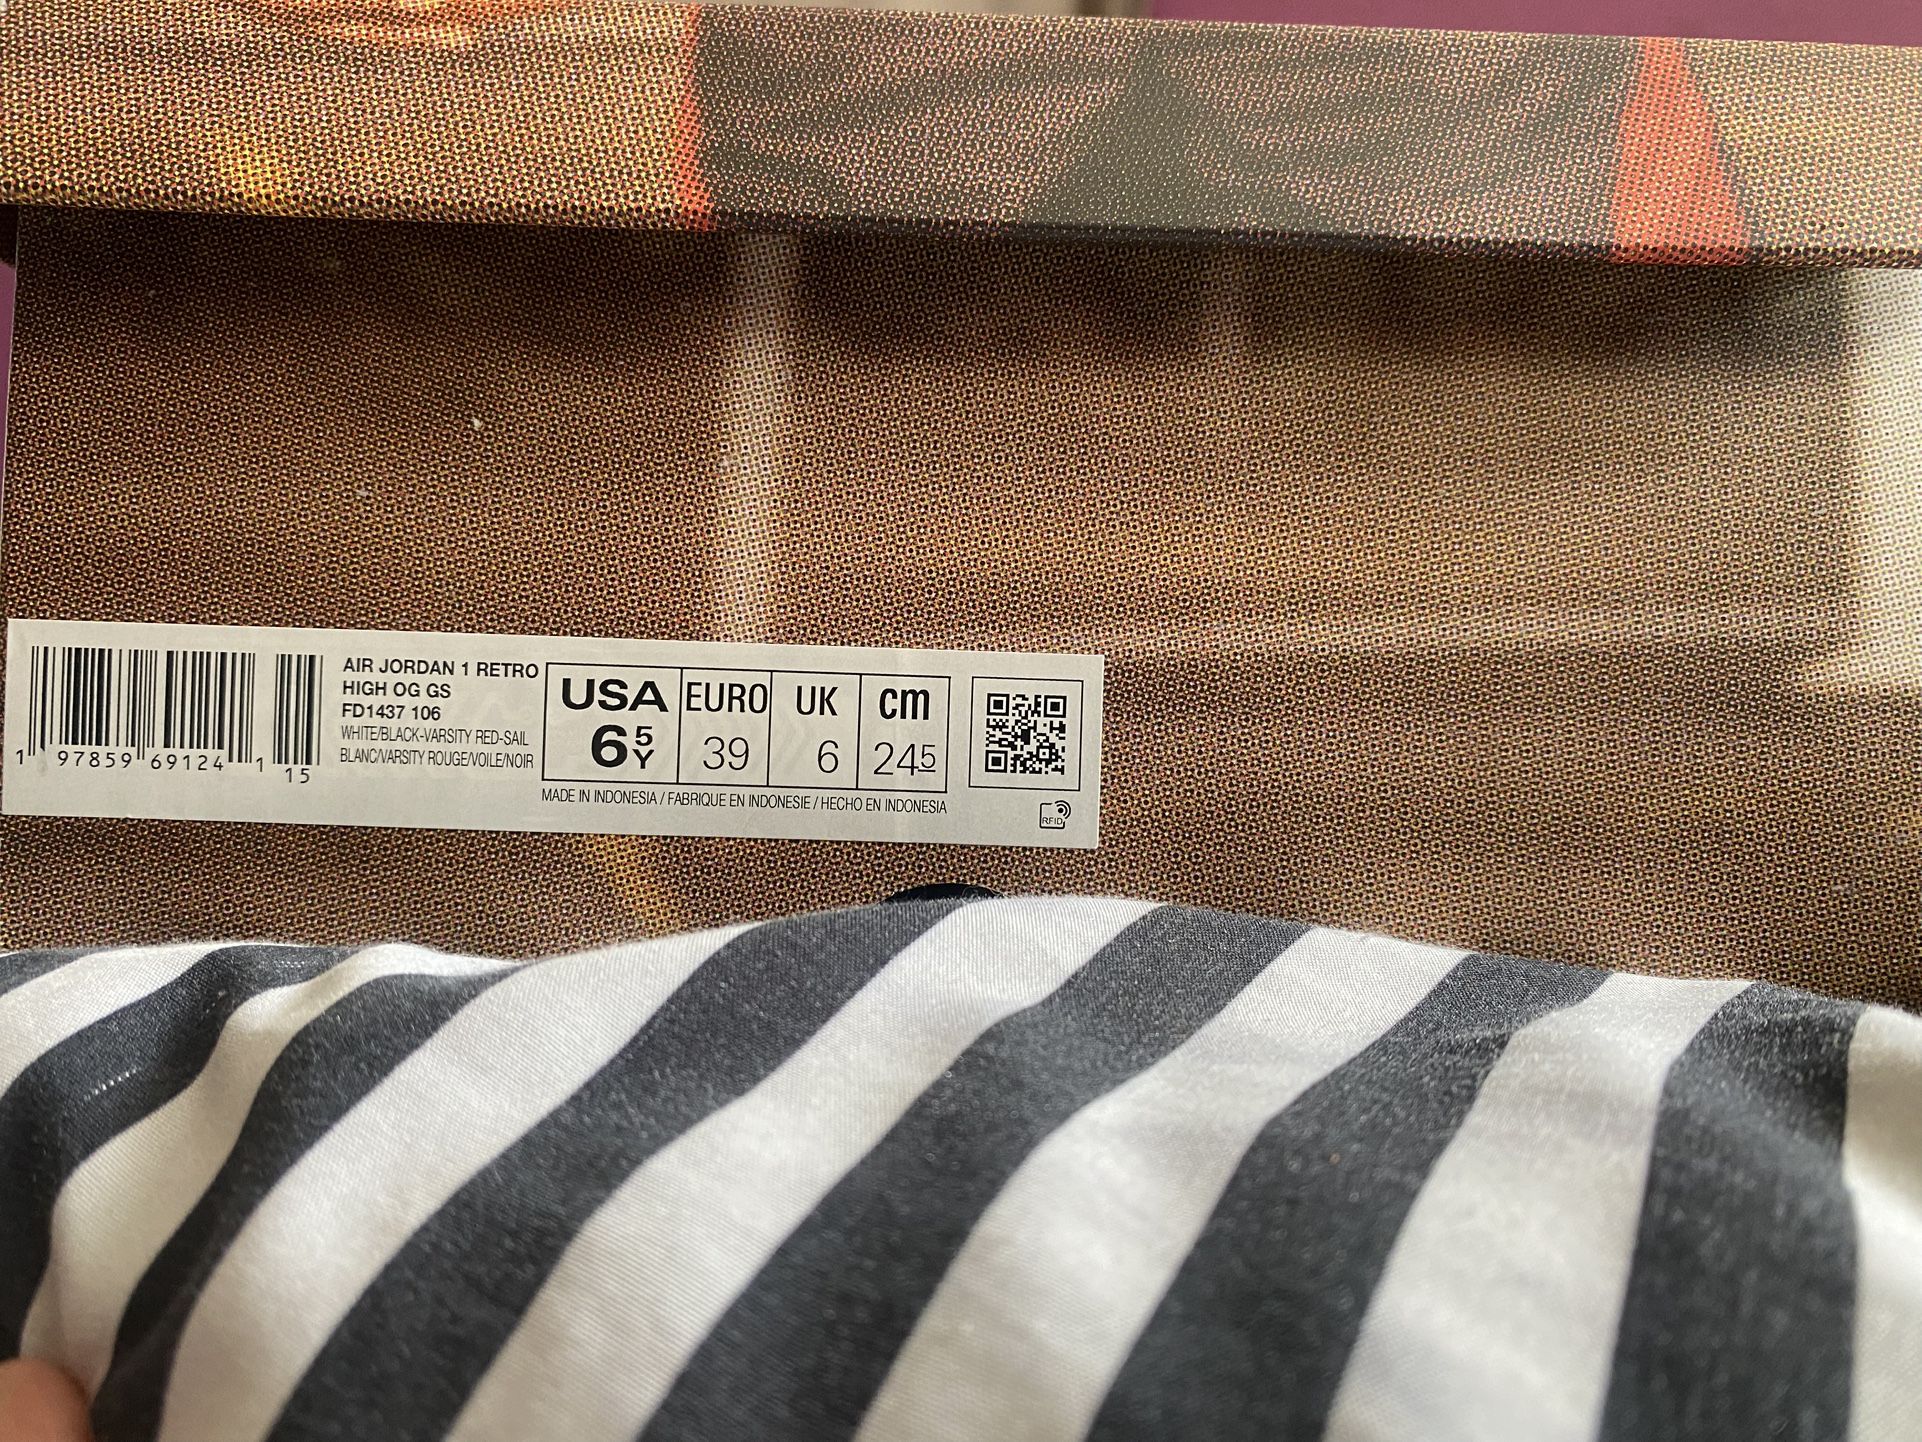 AIR JORDAN 1 RETRO
HIGH OG GS
FD1437 106
WHITE/BLACK-VARSITY RED-SAIL
BLANC/VARSITY ROUGE/VOILE/NOIR
1 97859 69124 1 15
USA EURO UK cm
6 5 Y 39 6 24 5
MADE IN INDONESIA / FABRIQUE EN INDONESIE / HECHO EN INDONESIA
RFID